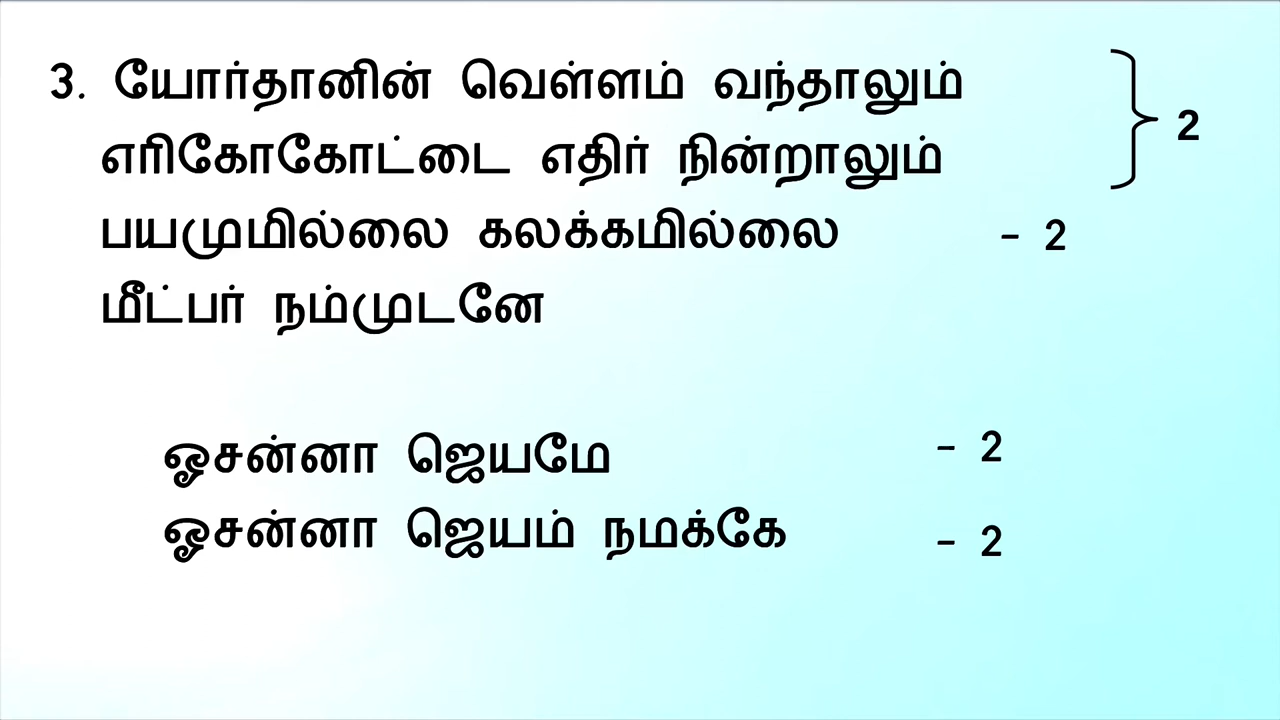 3. யோர்தானின் வெள்ளம் வந்தாலும்
எரிகோகோட்டை எதிர் நின்றாலும் } 2
பயமுமில்லை கலக்கமில்லை - 2
மீட்பர் நம்முடனே
ஓசன்னா ஜெயமே - 2
ஓசன்னா ஜெயம் நமக்கே - 2